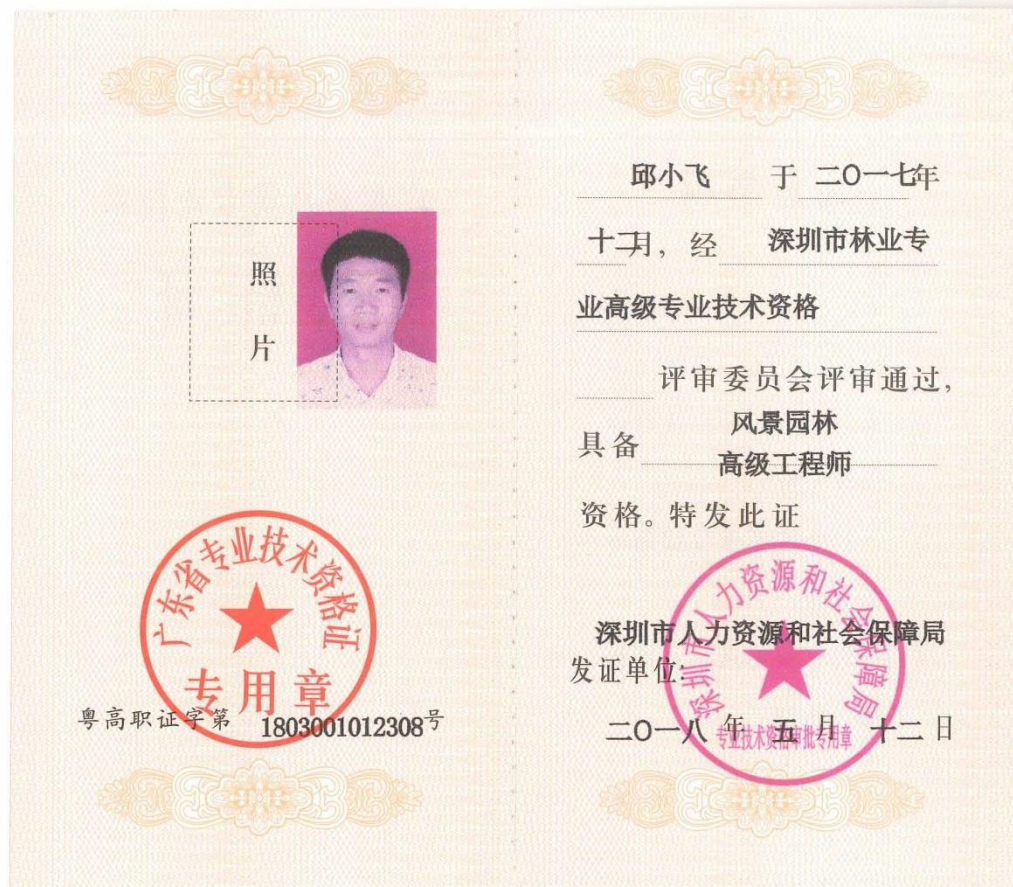 照
片
广东省专业技术资格证
专用章
粤高职证字第 1803001012308号
邱小飞 于 二〇一七年
十二月，经 深圳市林业专
业高级专业技术资格
评审委员会评审通过，
具备 风景园林
高级工程师
资格。特发此证
深圳市人力资源和社会保障局
深圳市人力资源和社会保障局
发证单位：
二〇一八 年 五 月 十二 日
专业技术资格审批专用章